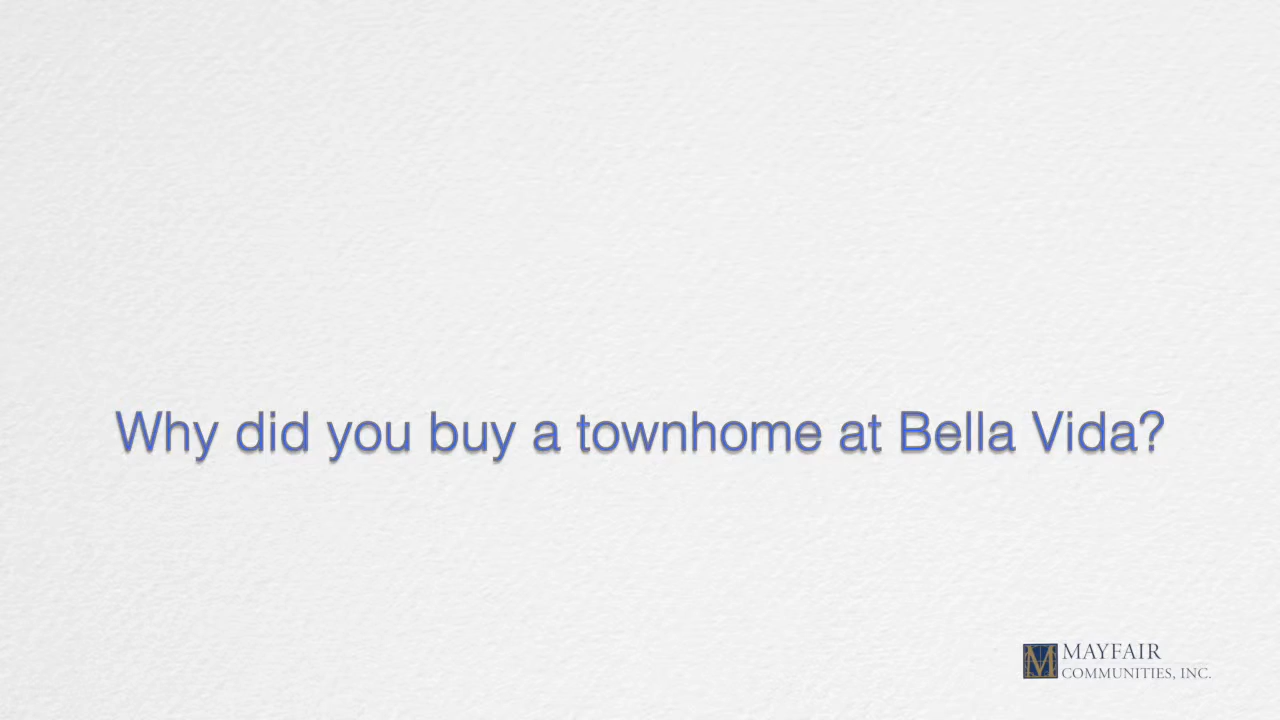 Why did you buy a townhome at Bella Vida?
M MAYFAIR
COMMUNITIES, INC.